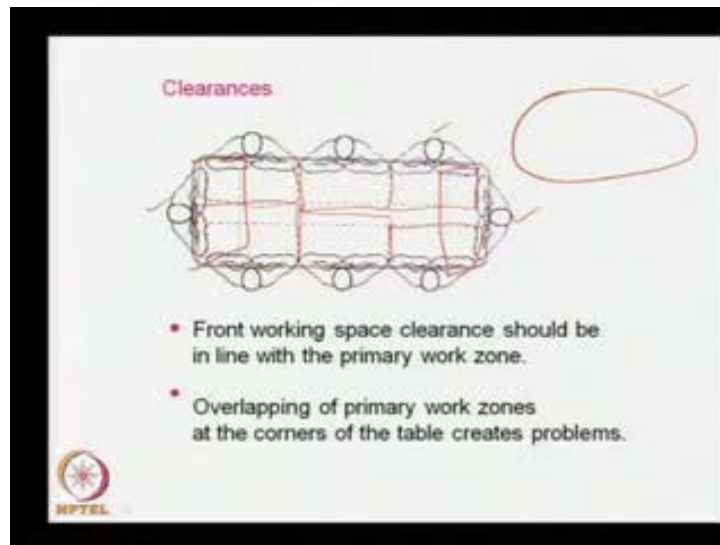 Clearances
• Front working space clearance should be
in line with the primary work zone.
• Overlapping of primary work zones
at the corners of the table creates problems.
NPTEL